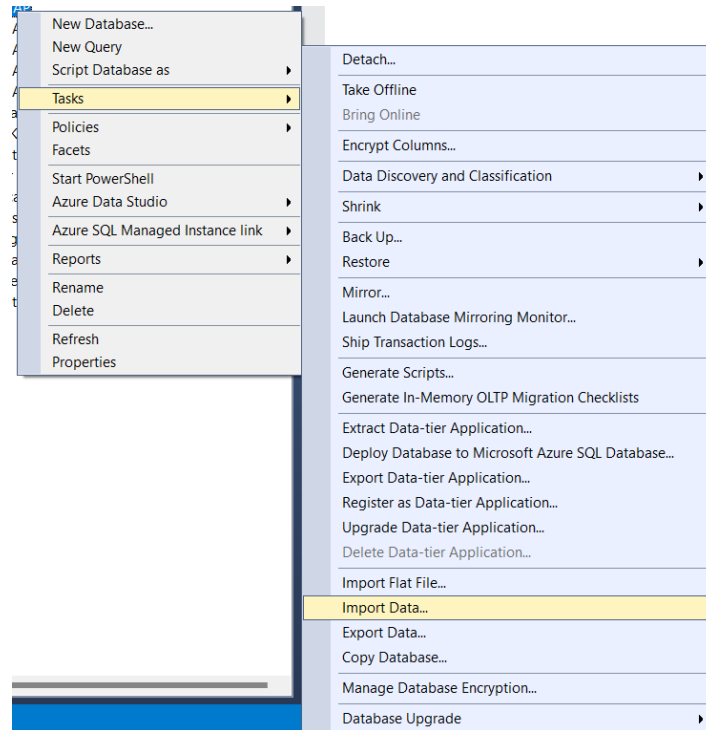 AP
New Database...
New Query
Script Database as
Tasks
Policies
Facets
Start PowerShell
Azure Data Studio
Azure SQL Managed Instance link
Reports
Rename
Delete
Refresh
Properties
Detach...
Take Offline
Bring Online
Encrypt Columns...
Data Discovery and Classification
Shrink
Back Up...
Restore
Mirror...
Launch Database Mirroring Monitor...
Ship Transaction Logs...
Generate Scripts...
Generate In-Memory OLTP Migration Checklists
Extract Data-tier Application...
Deploy Database to Microsoft Azure SQL Database...
Export Data-tier Application...
Register as Data-tier Application...
Upgrade Data-tier Application...
Delete Data-tier Application...
Import Flat File...
Import Data...
Export Data...
Copy Database...
Manage Database Encryption...
Database Upgrade